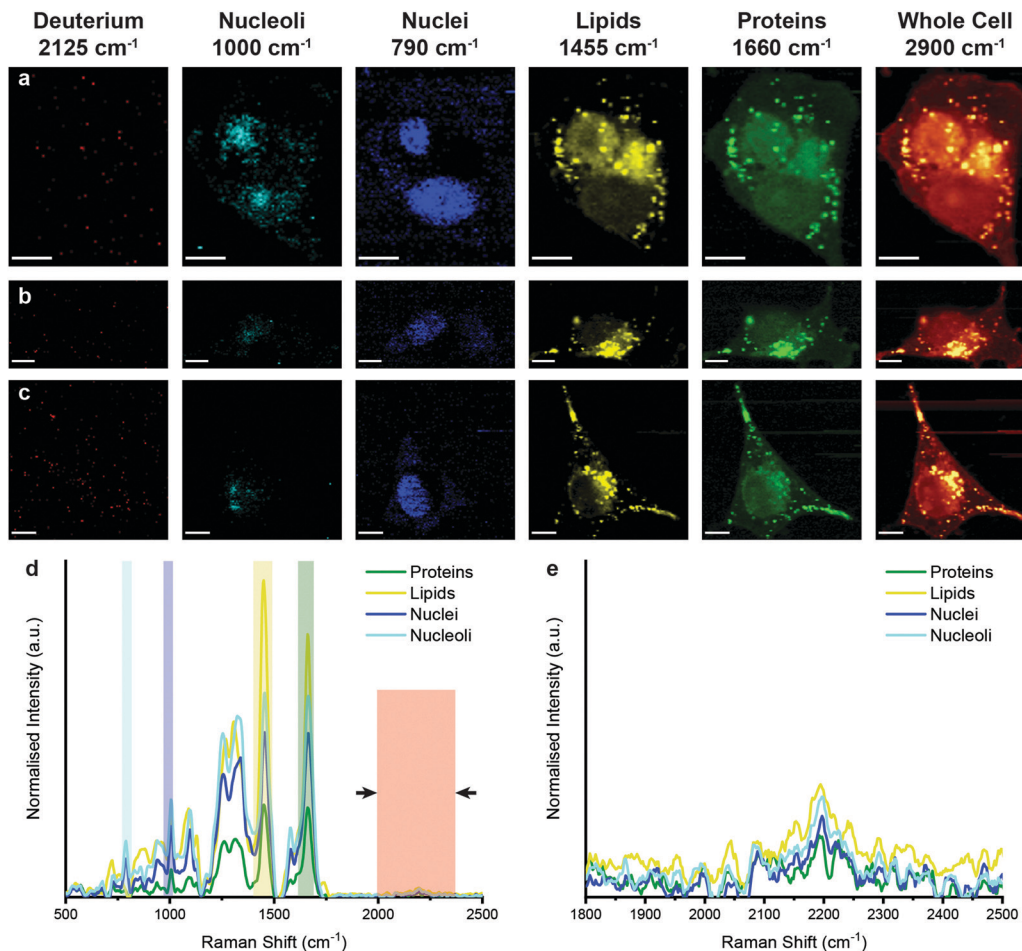 Deuterium Nucleoli Nuclei Lipids Proteins Whole Cell
2125 cm⁻¹ 1000 cm⁻¹ 790 cm⁻¹ 1455 cm⁻¹ 1660 cm⁻¹ 2900 cm⁻¹
a
b
c
d
Proteins
Lipids
Nuclei
Nucleoli
Normalised Intensity (a.u.)
500 1000 1500 2000 2500
Raman Shift (cm⁻¹)
e
Proteins
Lipids
Nuclei
Nucleoli
Normalised Intensity (a.u.)
1800 1900 2000 2100 2200 2300 2400 2500
Raman Shift (cm⁻¹)